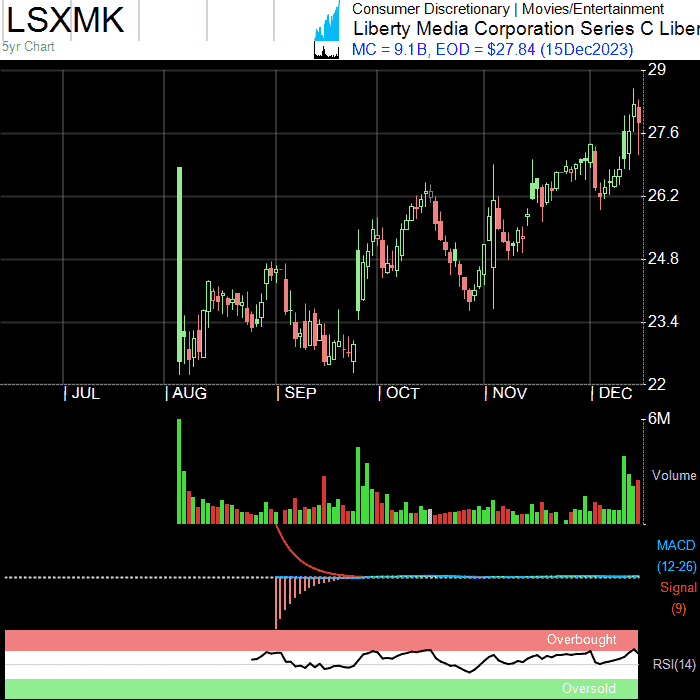 LSXMK
5yr Chart
Consumer Discretionary | Movies/Entertainment
Liberty Media Corporation Series C Liber
MC = 9.1B, EOD = $27.84 (15Dec2023)
29
27.6
26.2
24.8
23.4
22
| JUL | AUG | SEP | OCT | NOV | DEC
6M
Volume
MACD
(12-26)
Signal
(9)
Overbought
RSI(14)
Oversold